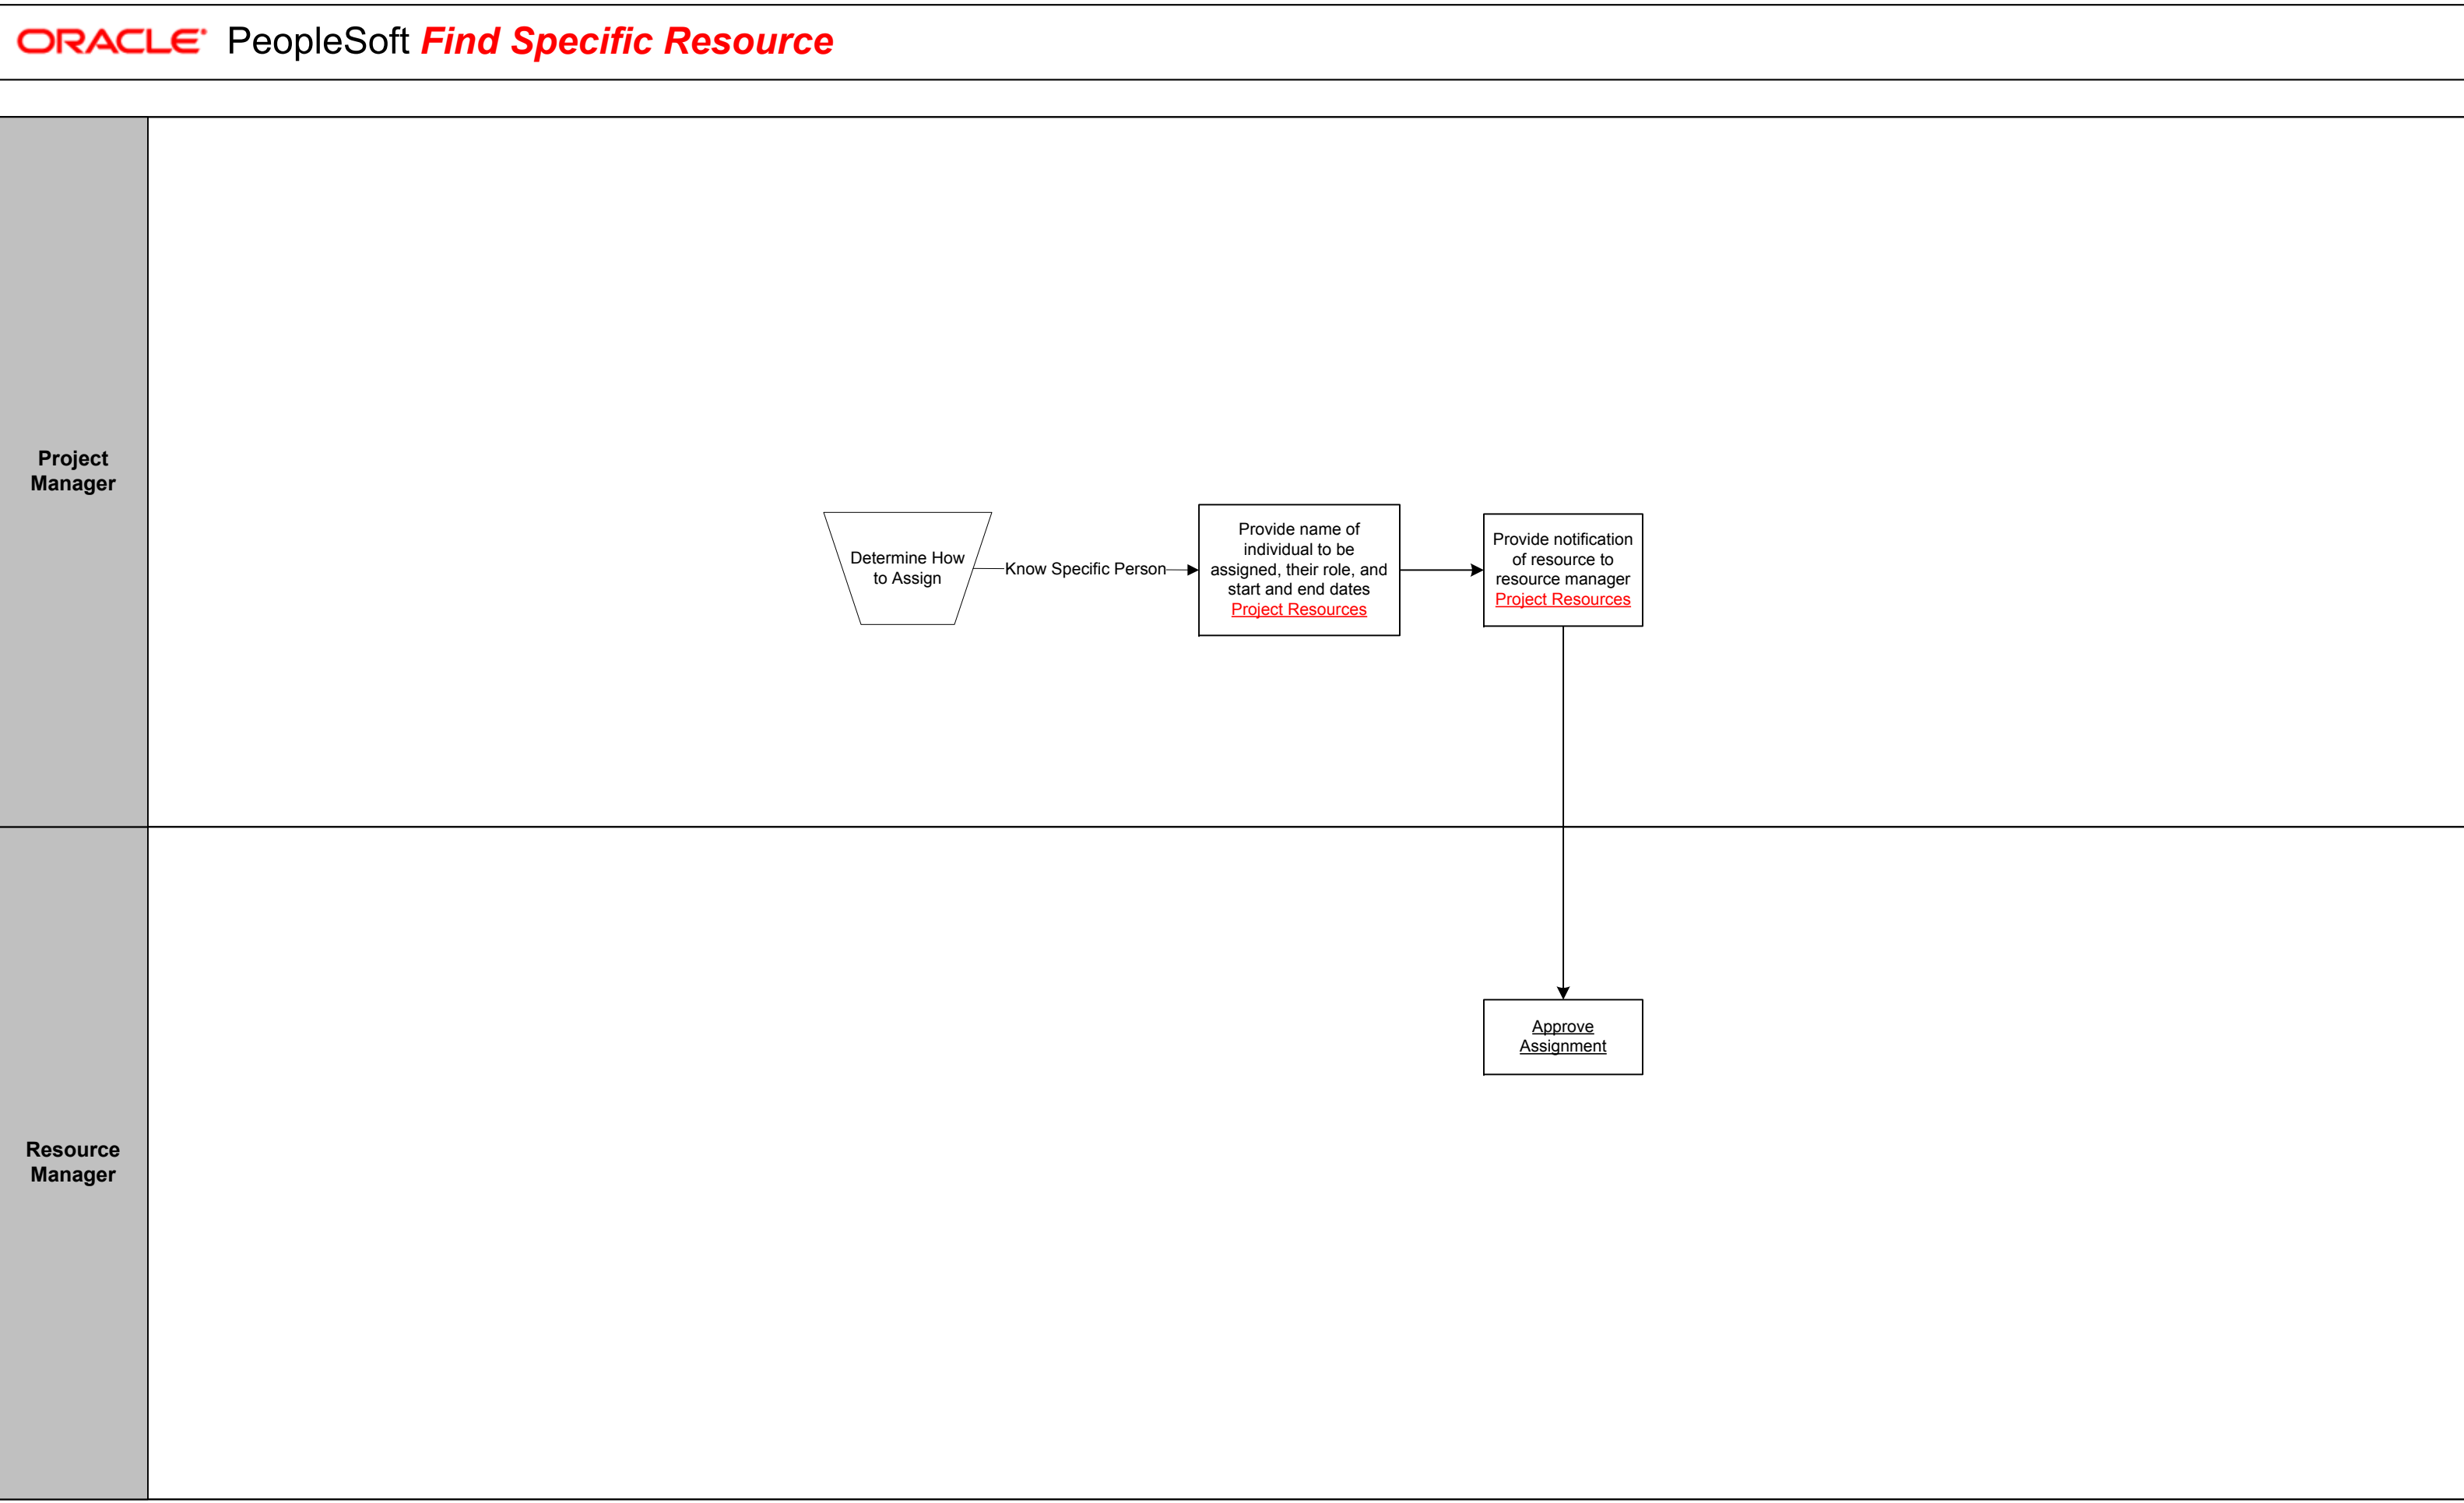 ORACLE PeopleSoft Find Specific Resource
Project
Manager
Determine How
to Assign
Know Specific Person
Provide name of
individual to be
assigned, their role, and
start and end dates
Project Resources
Provide notification
of resource to
resource manager
Project Resources
Resource
Manager
Approve
Assignment